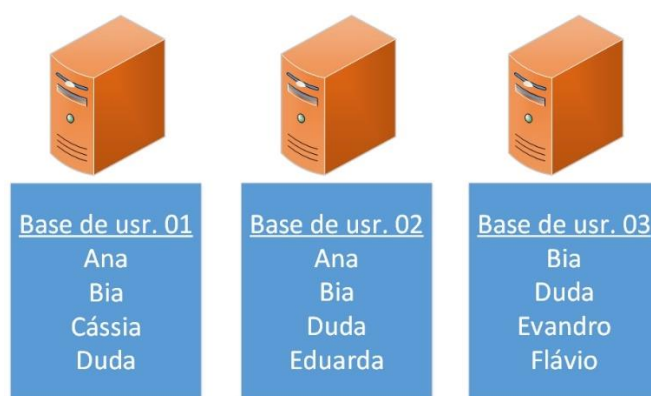 Base de usr. 01
Ana
Bia
Cássia
Duda
Base de usr. 02
Ana
Bia
Duda
Eduarda
Base de usr. 03
Bia
Duda
Evandro
Flávio